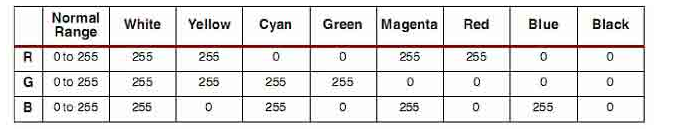 Normal Range White Yellow Cyan Green Magenta Red Blue Black
R 0 to 255 255 255 0 0 255 255 0 0
G 0 to 255 255 255 255 255 0 0 0 0
B 0 to 255 255 0 255 0 255 0 255 0